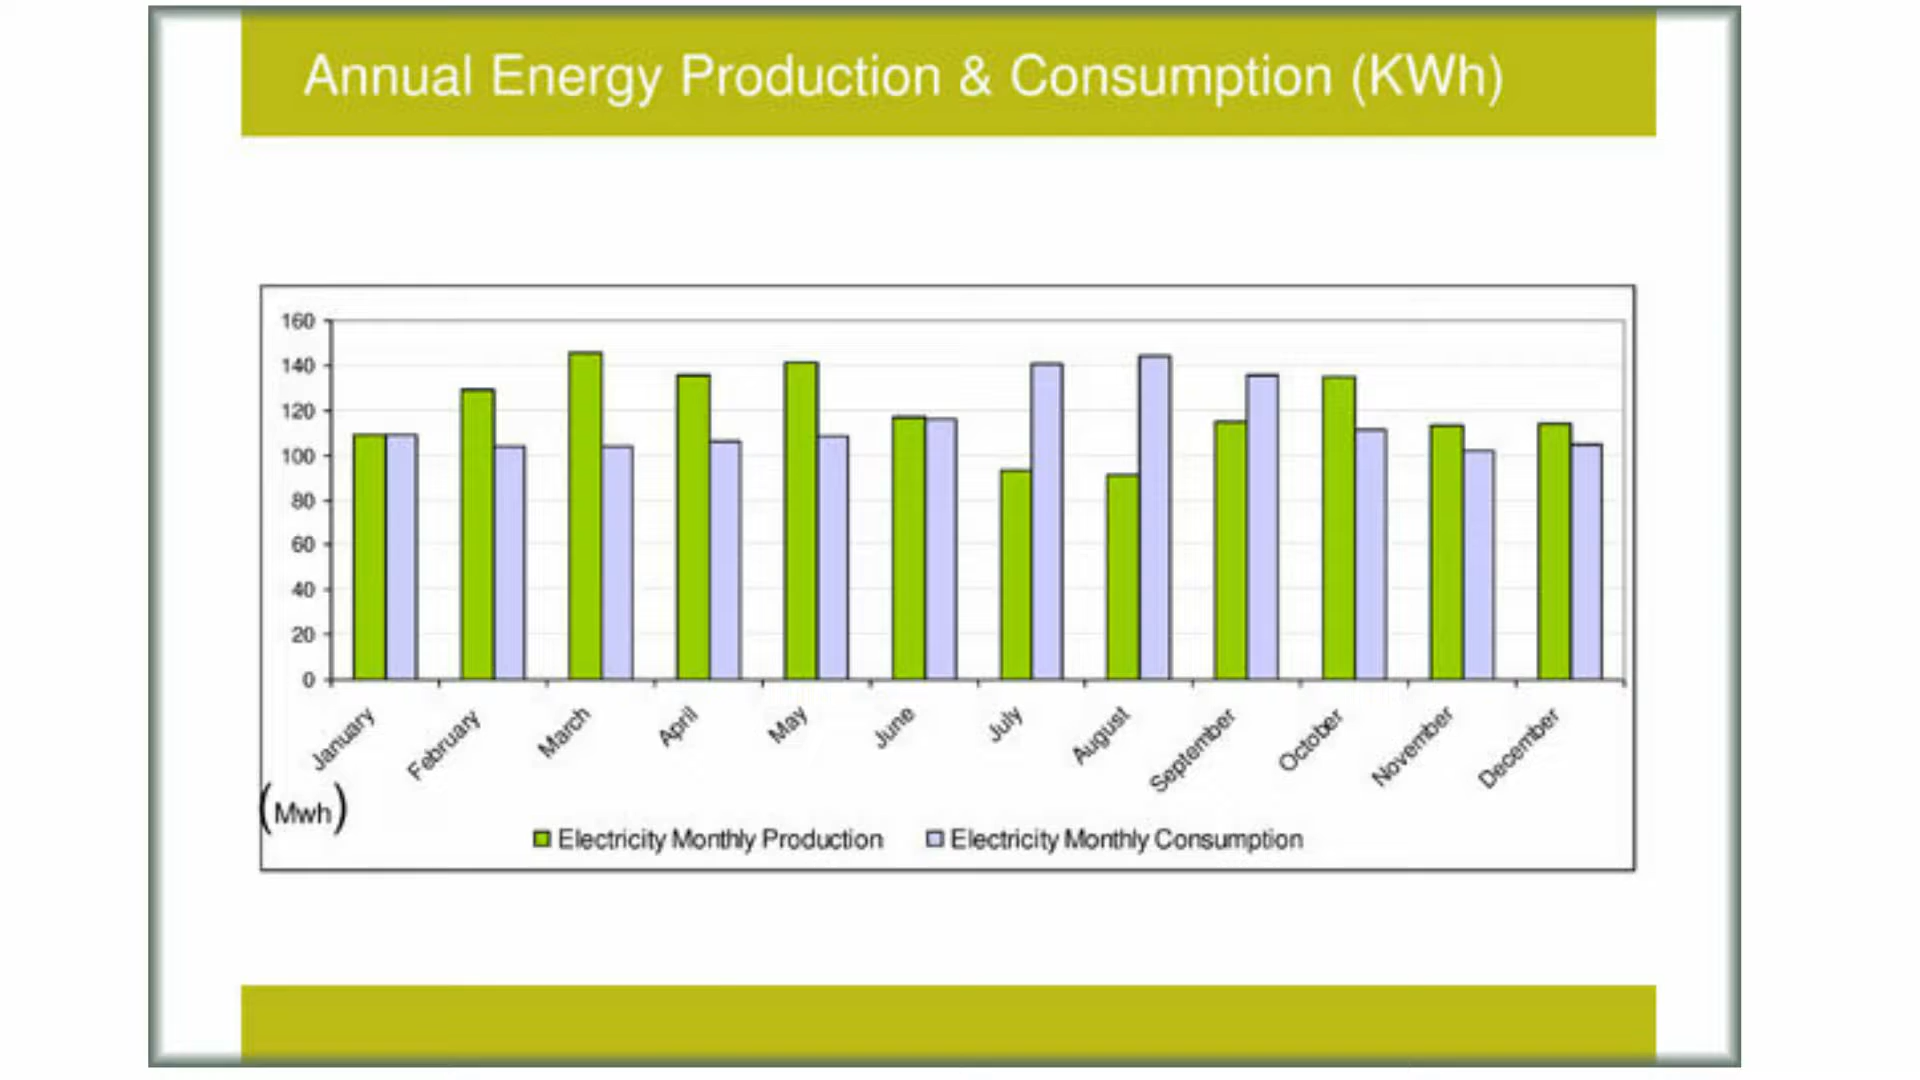 Annual Energy Production & Consumption (KWh)
160
140
120
100
80
60
40
20
0
January
February
March
April
May
June
July
August
September
October
November
December
(Mwh)
Electricity Monthly Production
Electricity Monthly Consumption